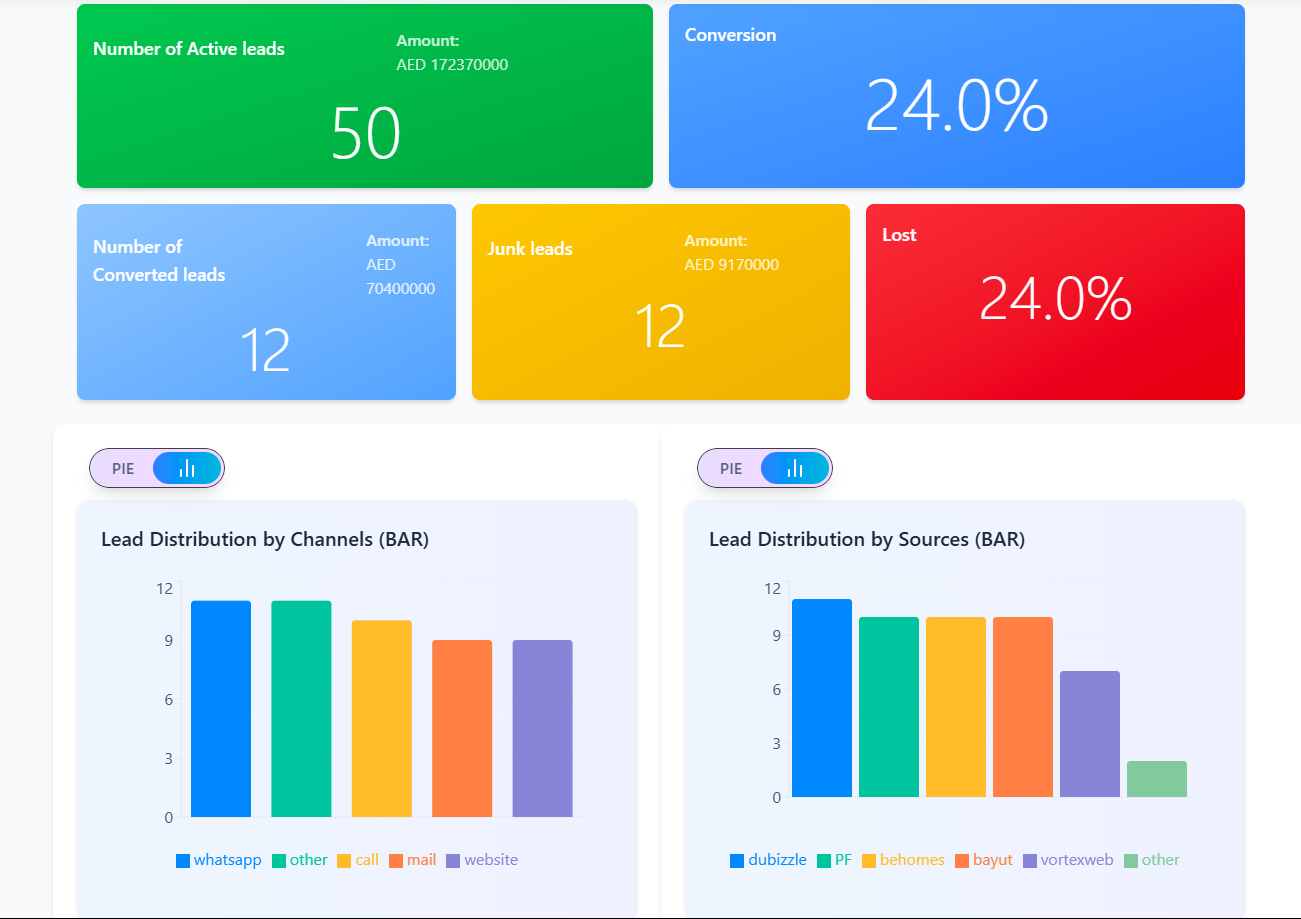 Number of Active leads
Amount:
AED 172370000
50
Conversion
24.0%
Number of
Converted leads
Amount:
AED
70400000
12
Junk leads
Amount:
AED 9170000
12
Lost
24.0%
PIE
Lead Distribution by Channels (BAR)
12
9
6
3
0
whatsapp other call mail website
PIE
Lead Distribution by Sources (BAR)
12
9
6
3
0
dubizzle PF behomes bayut vortexweb other